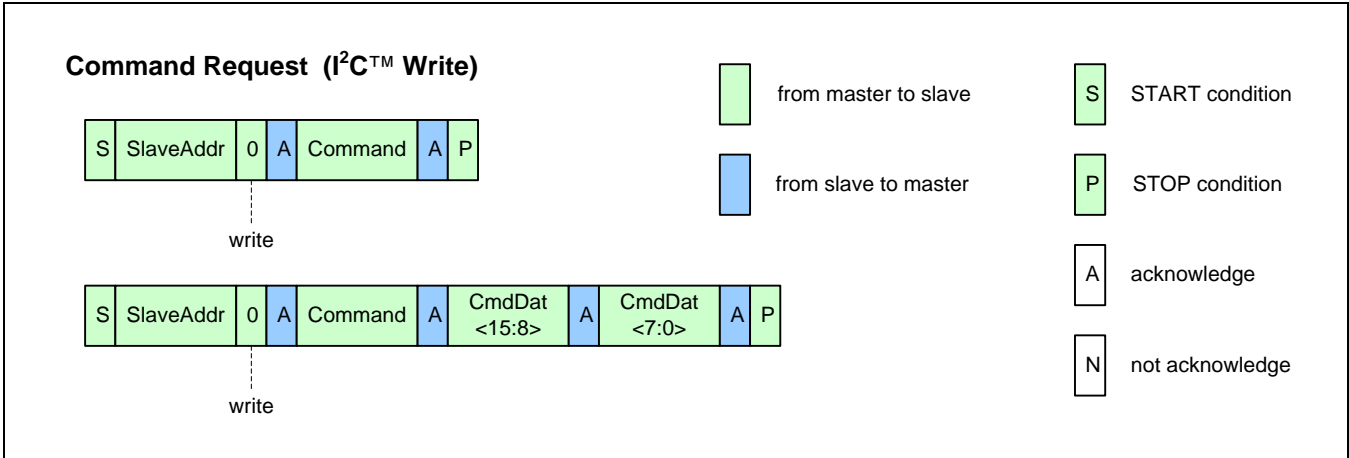 Command Request (I²C™ Write)
from master to slave
S START condition
S SlaveAddr 0 A Command A P
from slave to master
P STOP condition
write
A acknowledge
S SlaveAddr 0 A Command A CmdDat <15:8> A CmdDat <7:0> A P
N not acknowledge
write